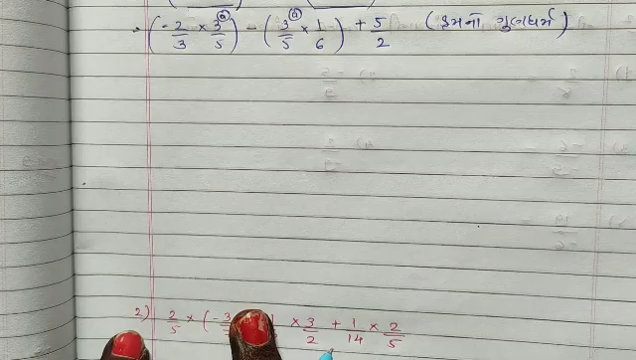 = (-2/3 × 3/5) - (3/5 × 1/6) + 5/2 (ક્રમનો ગુણધર્મ)
2) 2/5 × (-3 × 3/2 + 1/14 × 2/5